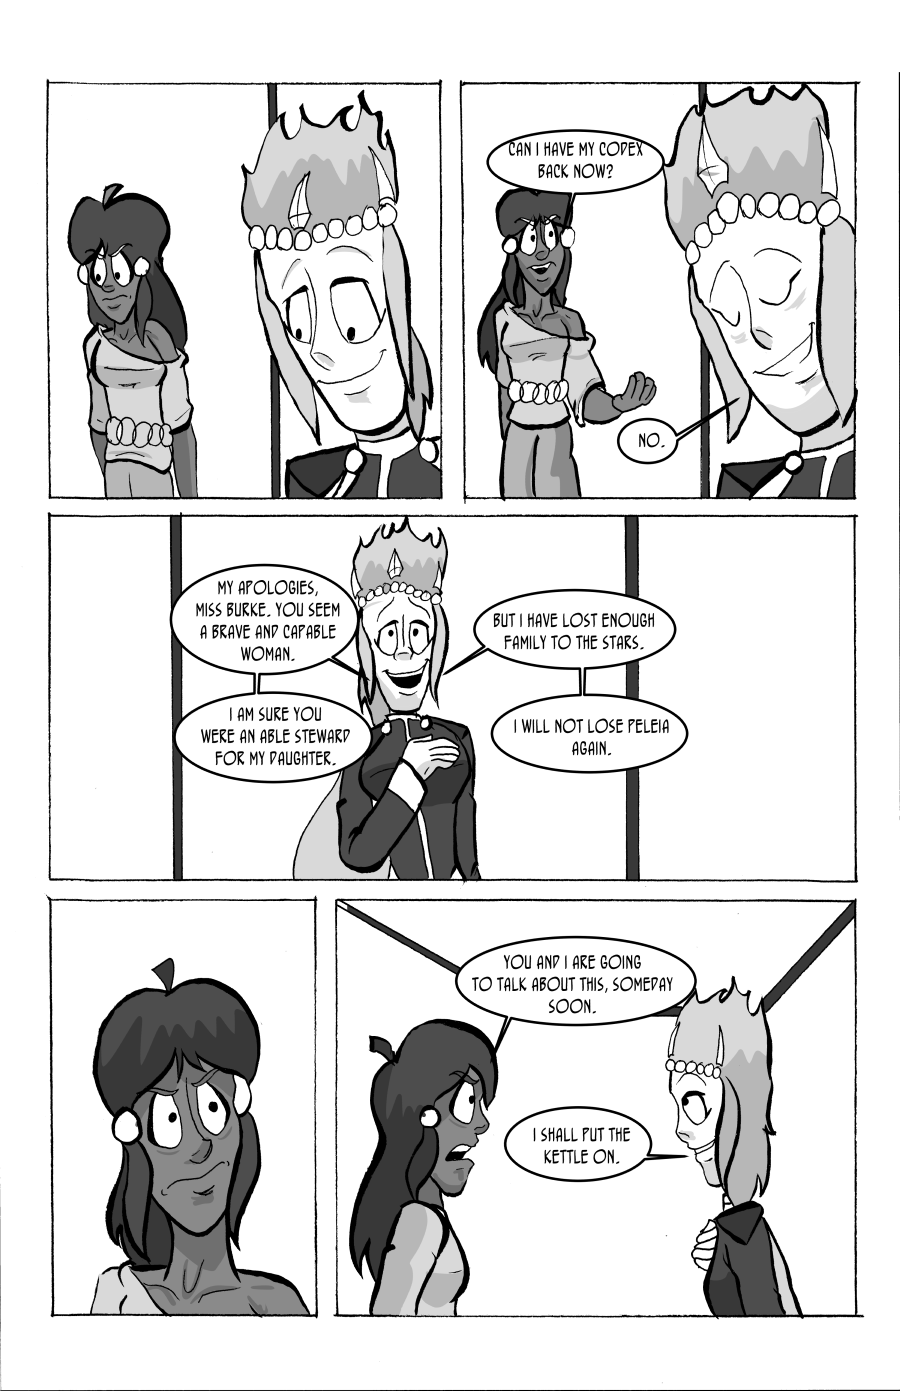 CAN I HAVE MY CODEX
BACK NOW?
NO.
MY APOLOGIES,
MISS BURKE. YOU SEEM
A BRAVE AND CAPABLE
WOMAN.
I AM SURE YOU
WERE AN ABLE STEWARD
FOR MY DAUGHTER.
BUT I HAVE LOST ENOUGH
FAMILY TO THE STARS.
I WILL NOT LOSE PELEIA
AGAIN.
YOU AND I ARE GOING
TO TALK ABOUT THIS, SOMEDAY
SOON.
I SHALL PUT THE
KETTLE ON.